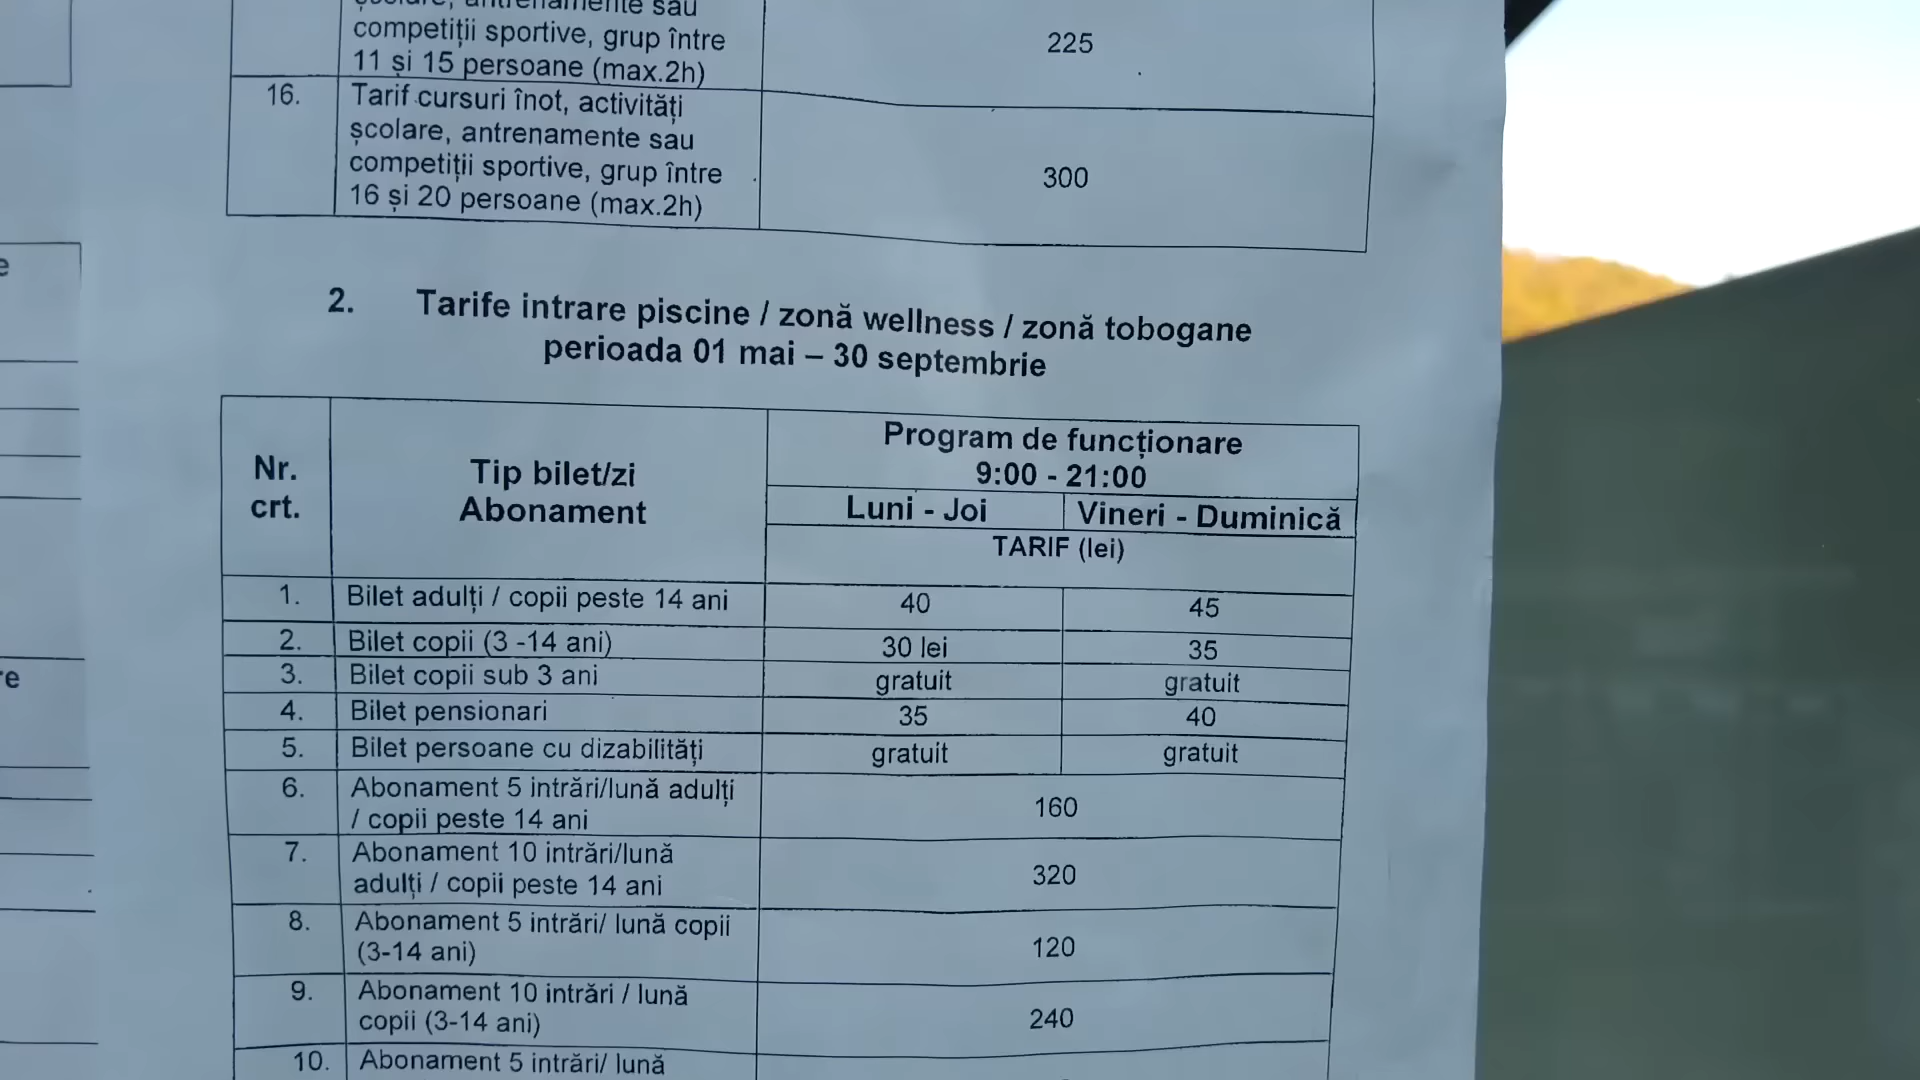 antrenamente sau
competiții sportive, grup între
11 și 15 persoane (max.2h)
225
16.
Tarif cursuri înot, activități
școlare, antrenamente sau
competiții sportive, grup între
16 și 20 persoane (max.2h)
300
2. Tarife intrare piscine / zonă wellness / zonă tobogane
perioada 01 mai – 30 septembrie
Nr.
crt.
Tip bilet/zi
Abonament
Program de funcționare
9:00 - 21:00
Luni - Joi
Vineri - Duminică
TARIF (lei)
1. Bilet adulți / copii peste 14 ani 40 45
2. Bilet copii (3 -14 ani) 30 lei 35
3. Bilet copii sub 3 ani gratuit gratuit
4. Bilet pensionari 35 40
5. Bilet persoane cu dizabilități gratuit gratuit
6. Abonament 5 intrări/lună adulți
/ copii peste 14 ani
160
7. Abonament 10 intrări/lună
adulți / copii peste 14 ani
320
8. Abonament 5 intrări/ lună copii
(3-14 ani)
120
9. Abonament 10 intrări / lună
copii (3-14 ani)
240
10. Abonament 5 intrări/ lună